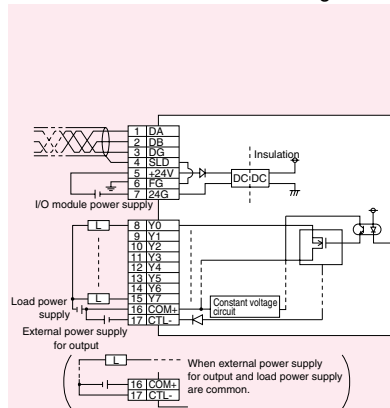 1 DA
2 DB
3 DG
4 SLD
5 +24V
6 FG
7 24G
Insulation
DC DC
I/O module power supply
L
8 Y0
9 Y1
10 Y2
11 Y3
12 Y4
13 Y5
14 Y6
L
15 Y7
16 COM+
17 CTL-
Constant voltage
circuit
Load power
supply
External power supply
for output
L
When external power supply
for output and load power supply
are common.
16 COM+
17 CTL-